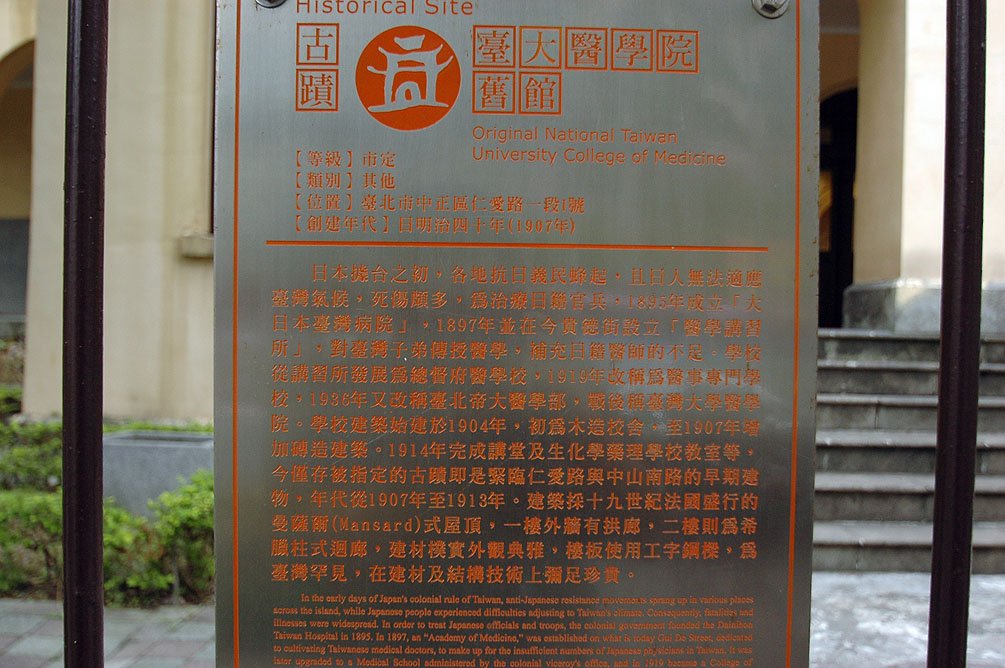 Historical Site
古蹟
臺大醫學院
舊館
Original National Taiwan
University College of Medicine
【等級】市定
【類別】其他
【位置】臺北市中正區仁愛路一段1號
【創建年代】日明治四十年(1907年)
日本據台之初，各地抗日義民蜂起，且日人無法適應
臺灣氣候，死傷頗多，為治療日籍官兵，1895年成立「大
日本臺灣病院」，1897年並在今貴德街設立「醫學講習
所」，對臺灣子弟傳授醫學，補充日籍醫師的不足。學校
從講習所發展為總督府醫學校，1919年改稱為醫事專門學
校，1936年又改稱臺北帝大醫學部，戰後稱臺灣大學醫學
院。學校建築始建於1904年，初為木造校舍，至1907年增
加磚造建築。1914年完成講堂及生化學藥理學校教室等，
今僅存被指定的古蹟即是緊臨仁愛路與中山南路的早期建
物，年代從1907年至1913年。建築採十九世紀法國盛行的
曼薩爾(Mansard)式屋頂，一樓外牆有拱廊，二樓則為希
臘柱式迴廊，建材樸實外觀典雅，樓板使用工字鋼樑，為
臺灣罕見，在建材及結構技術上彌足珍貴。
In the early days of Japan's colonial rule of Taiwan, anti-Japanese resistance movements sprang up in various places
across the island, while Japanese people experienced difficulties adjusting to Taiwan's climate. Consequently, fatalities and
illnesses were widespread. In order to treat Japanese officials and troops, the colonial government founded the Dainihon
Taiwan Hospital in 1895. In 1897, an "Academy of Medicine," was established on what is today Gui De Street, dedicated
to cultivating Taiwanese medical doctors, to make up for the insufficient numbers of Japanese physicians in Taiwan. It was
later upgraded to a Medical School administered by the colonial viceroy's office, and in 1919 became a College of